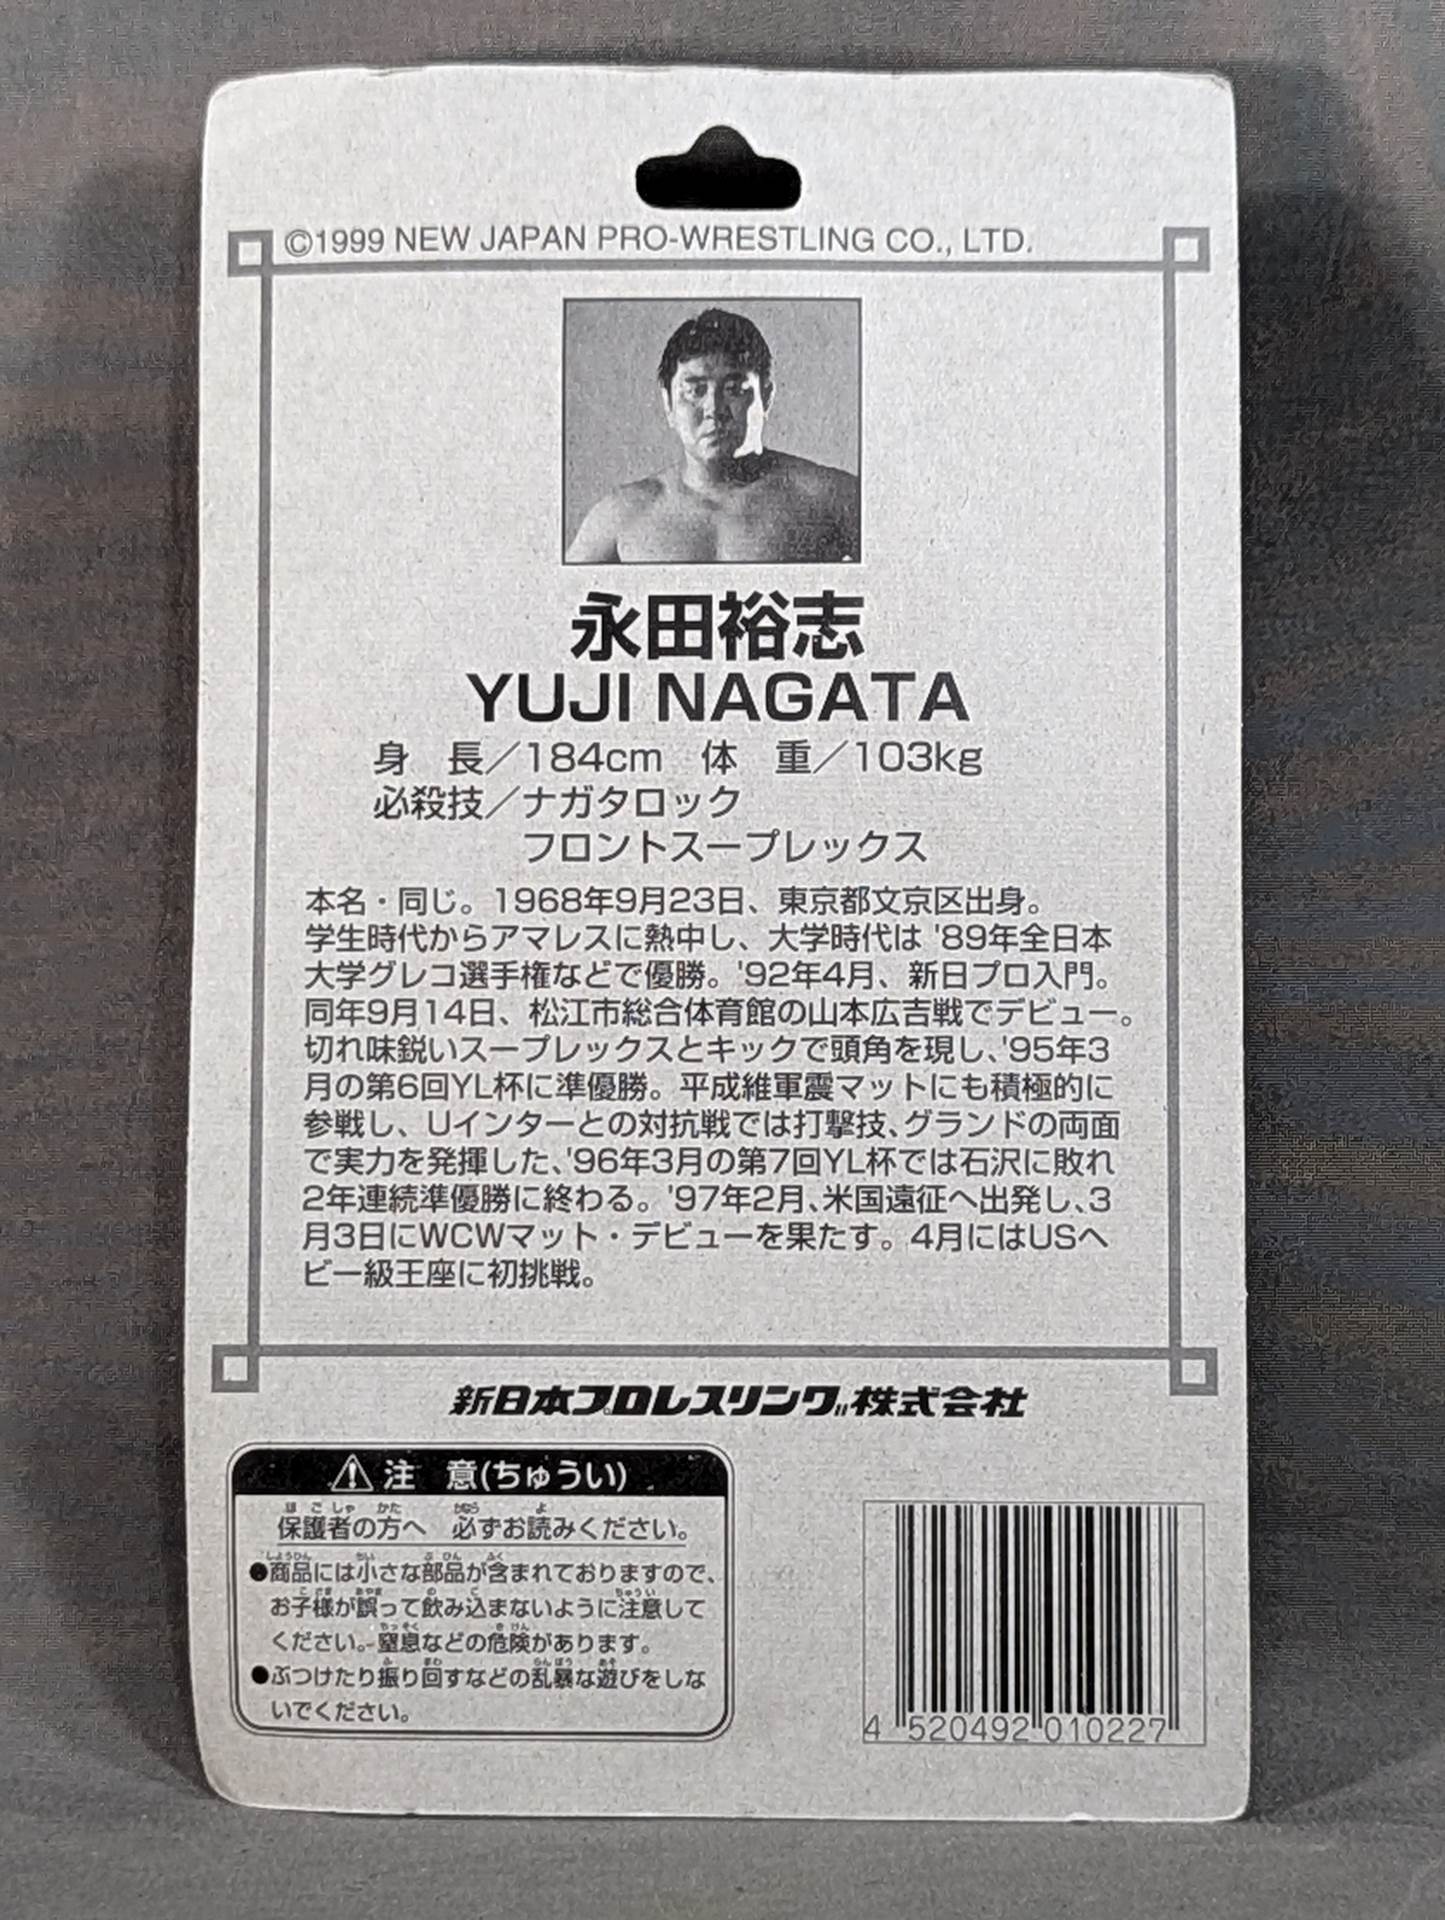 ©1999 NEW JAPAN PRO-WRESTLING CO., LTD.
永田裕志
YUJI NAGATA
身　長／184cm　体　重／103kg
必殺技／ナガタロック
フロントスープレックス
本名・同じ。1968年9月23日、東京都文京区出身。
学生時代からアマレスに熱中し、大学時代は '89年全日本
大学グレコ選手権などで優勝。'92年4月、新日プロ入門。
同年9月14日、松江市総合体育館の山本広吉戦でデビュー。
切れ味鋭いスープレックスとキックで頭角を現し、'95年3
月の第6回YL杯に準優勝。平成維軍震マットにも積極的に
参戦し、Uインターとの対抗戦では打撃技、グランドの両面
で実力を発揮した、'96年3月の第7回YL杯では石沢に敗れ
2年連続準優勝に終わる。'97年2月、米国遠征へ出発し、3
月3日にWCWマット・デビューを果たす。4月にはUSヘ
ビー級王座に初挑戦。
新日本プロレスリング株式会社
注　意(ちゅうい)
保護者の方へ　必ずお読みください。
●商品には小さな部品が含まれておりますので、
お子様が誤って飲み込まないように注意して
ください。窒息などの危険があります。
●ぶつけたり振り回すなどの乱暴な遊びをしな
いでください。
4 520492 010227